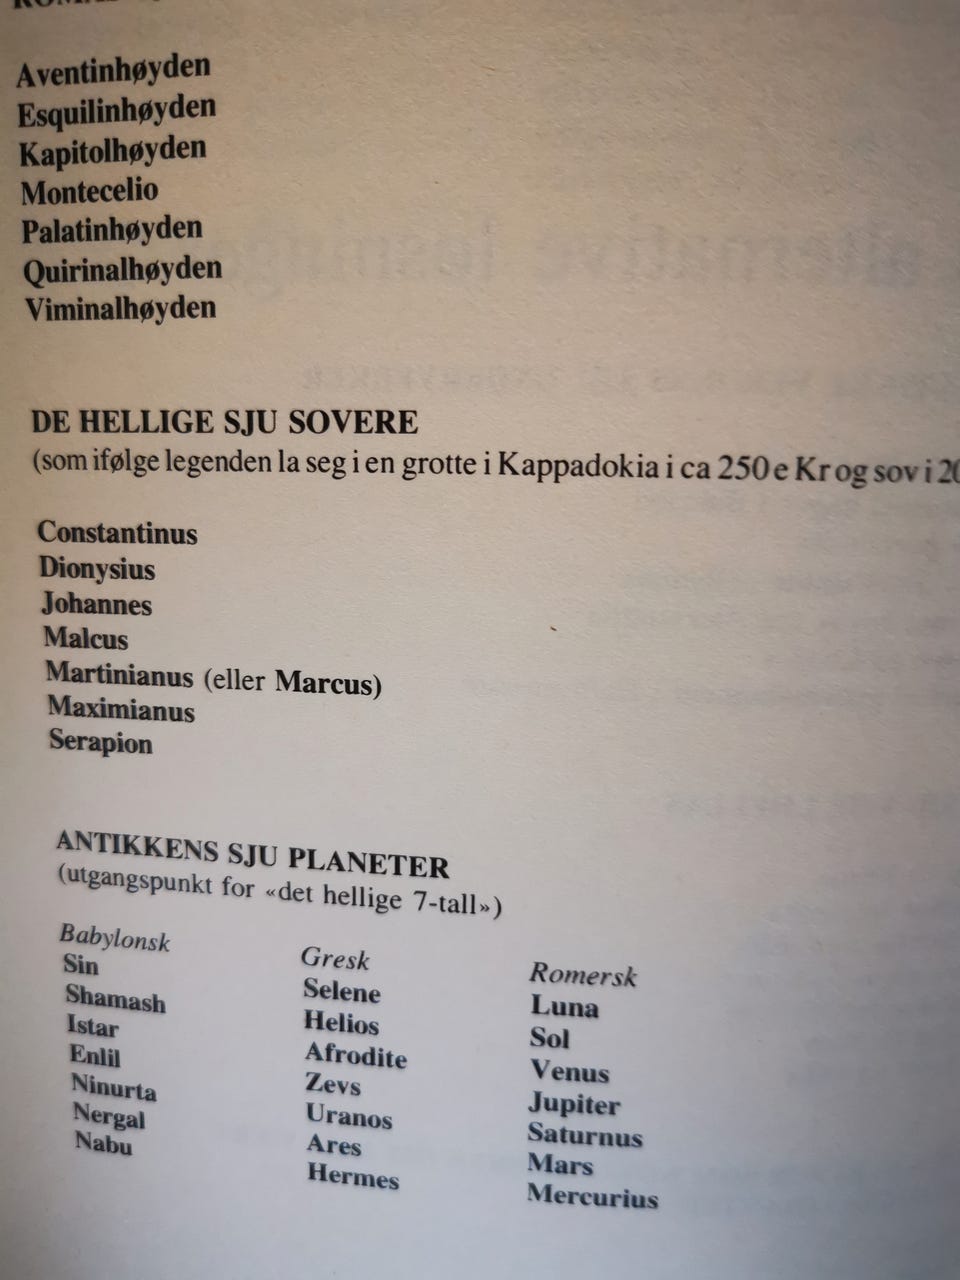 Aventinhøyden
Esquilinhøyden
Kapitolhøyden
Montecelio
Palatinhøyden
Quirinalhøyden
Viminalhøyden
DE HELLIGE SJU SOVERE
(som ifølge legenden la seg i en grotte i Kappadokia i ca 250 e Kr og sov i
Constantinus
Dionysius
Johannes
Malcus
Martinianus (eller Marcus)
Maximianus
Serapion
ANTIKKENS SJU PLANETER
(utgangspunkt for «det hellige 7-tall»)
Babylonsk Gresk Romersk
Sin Selene Luna
Shamash Helios Sol
Istar Afrodite Venus
Enlil Zevs Jupiter
Ninurta Uranos Saturnus
Nergal Ares Mars
Nabu Hermes Mercurius